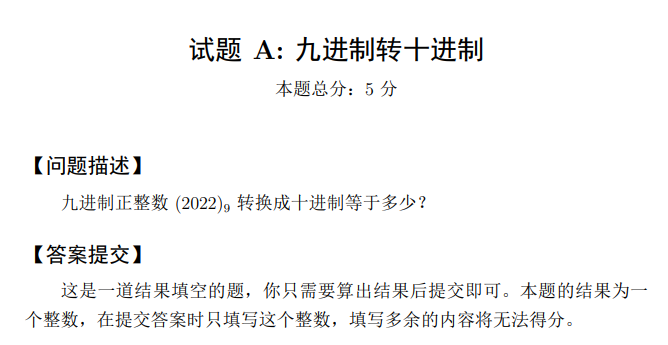 试题 A: 九进制转十进制
本题总分：5 分
【问题描述】
九进制正整数 (2022)₉ 转换成十进制等于多少？
【答案提交】
这是一道结果填空的题，你只需要算出结果后提交即可。本题的结果为一
个整数，在提交答案时只填写这个整数，填写多余的内容将无法得分。